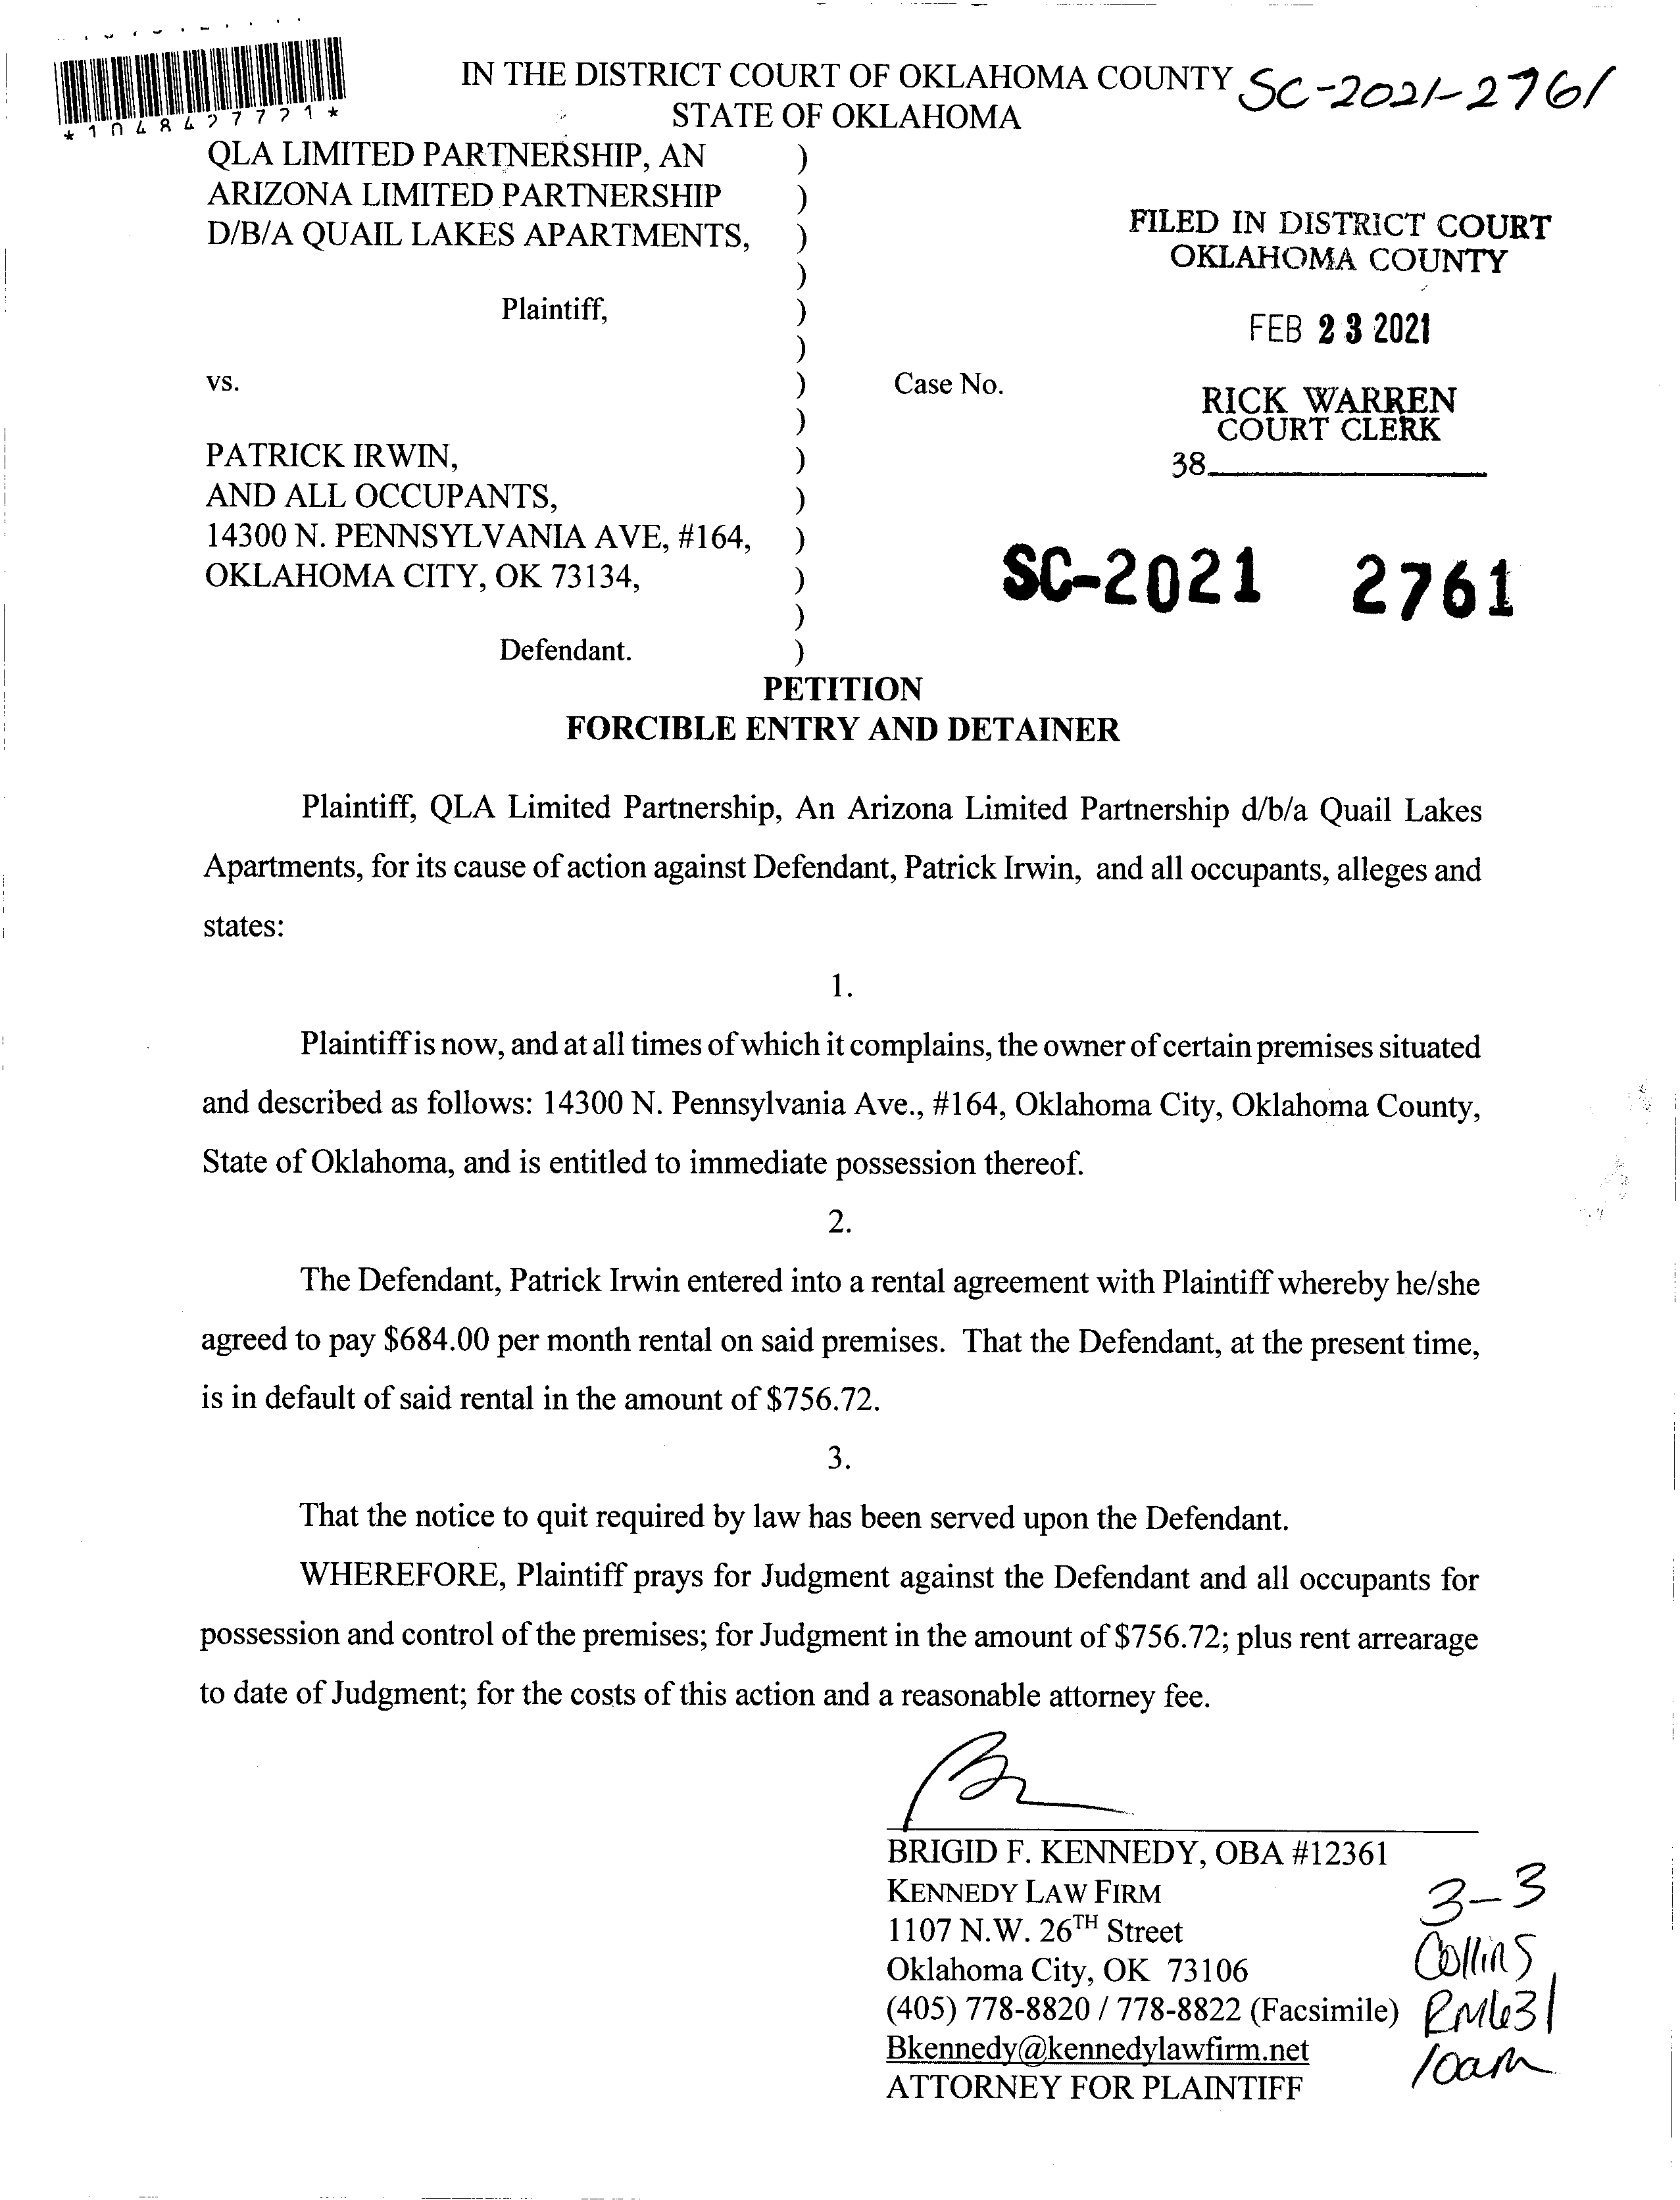 IN THE DISTRICT COURT OF OKLAHOMA COUNTY SC-2021-2761
STATE OF OKLAHOMA
*1048427721*
QLA LIMITED PARTNERSHIP, AN )
ARIZONA LIMITED PARTNERSHIP )
D/B/A QUAIL LAKES APARTMENTS, )
)
Plaintiff, )
)
vs. ) Case No.
)
PATRICK IRWIN, )
AND ALL OCCUPANTS, )
14300 N. PENNSYLVANIA AVE, #164, )
OKLAHOMA CITY, OK 73134, )
)
Defendant. )
FILED IN DISTRICT COURT
OKLAHOMA COUNTY
FEB 23 2021
RICK WARREN
COURT CLERK
38
SC-2021 2761
PETITION
FORCIBLE ENTRY AND DETAINER
Plaintiff, QLA Limited Partnership, An Arizona Limited Partnership d/b/a Quail Lakes
Apartments, for its cause of action against Defendant, Patrick Irwin, and all occupants, alleges and
states:
1.
Plaintiff is now, and at all times of which it complains, the owner of certain premises situated
and described as follows: 14300 N. Pennsylvania Ave., #164, Oklahoma City, Oklahoma County,
State of Oklahoma, and is entitled to immediate possession thereof.
2.
The Defendant, Patrick Irwin entered into a rental agreement with Plaintiff whereby he/she
agreed to pay $684.00 per month rental on said premises. That the Defendant, at the present time,
is in default of said rental in the amount of $756.72.
3.
That the notice to quit required by law has been served upon the Defendant.
WHEREFORE, Plaintiff prays for Judgment against the Defendant and all occupants for
possession and control of the premises; for Judgment in the amount of $756.72; plus rent arrearage
to date of Judgment; for the costs of this action and a reasonable attorney fee.
BRIGID F. KENNEDY, OBA #12361
KENNEDY LAW FIRM
1107 N.W. 26TH Street
Oklahoma City, OK 73106
(405) 778-8820 / 778-8822 (Facsimile)
Bkennedy@kennedylawfirm.net
ATTORNEY FOR PLAINTIFF
3-3
Collins
RM631
10am